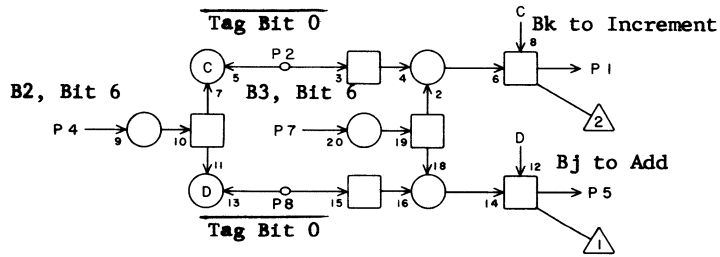 Tag Bit 0
C
Bk to Increment
8
C
P2
5
3
4
6
P1
B2, Bit 6
7
B3, Bit 6
2
2
P4
9
10
P7
20
19
D
Bj to Add
11
18
12
D
13
P8
15
16
14
P5
Tag Bit 0
1